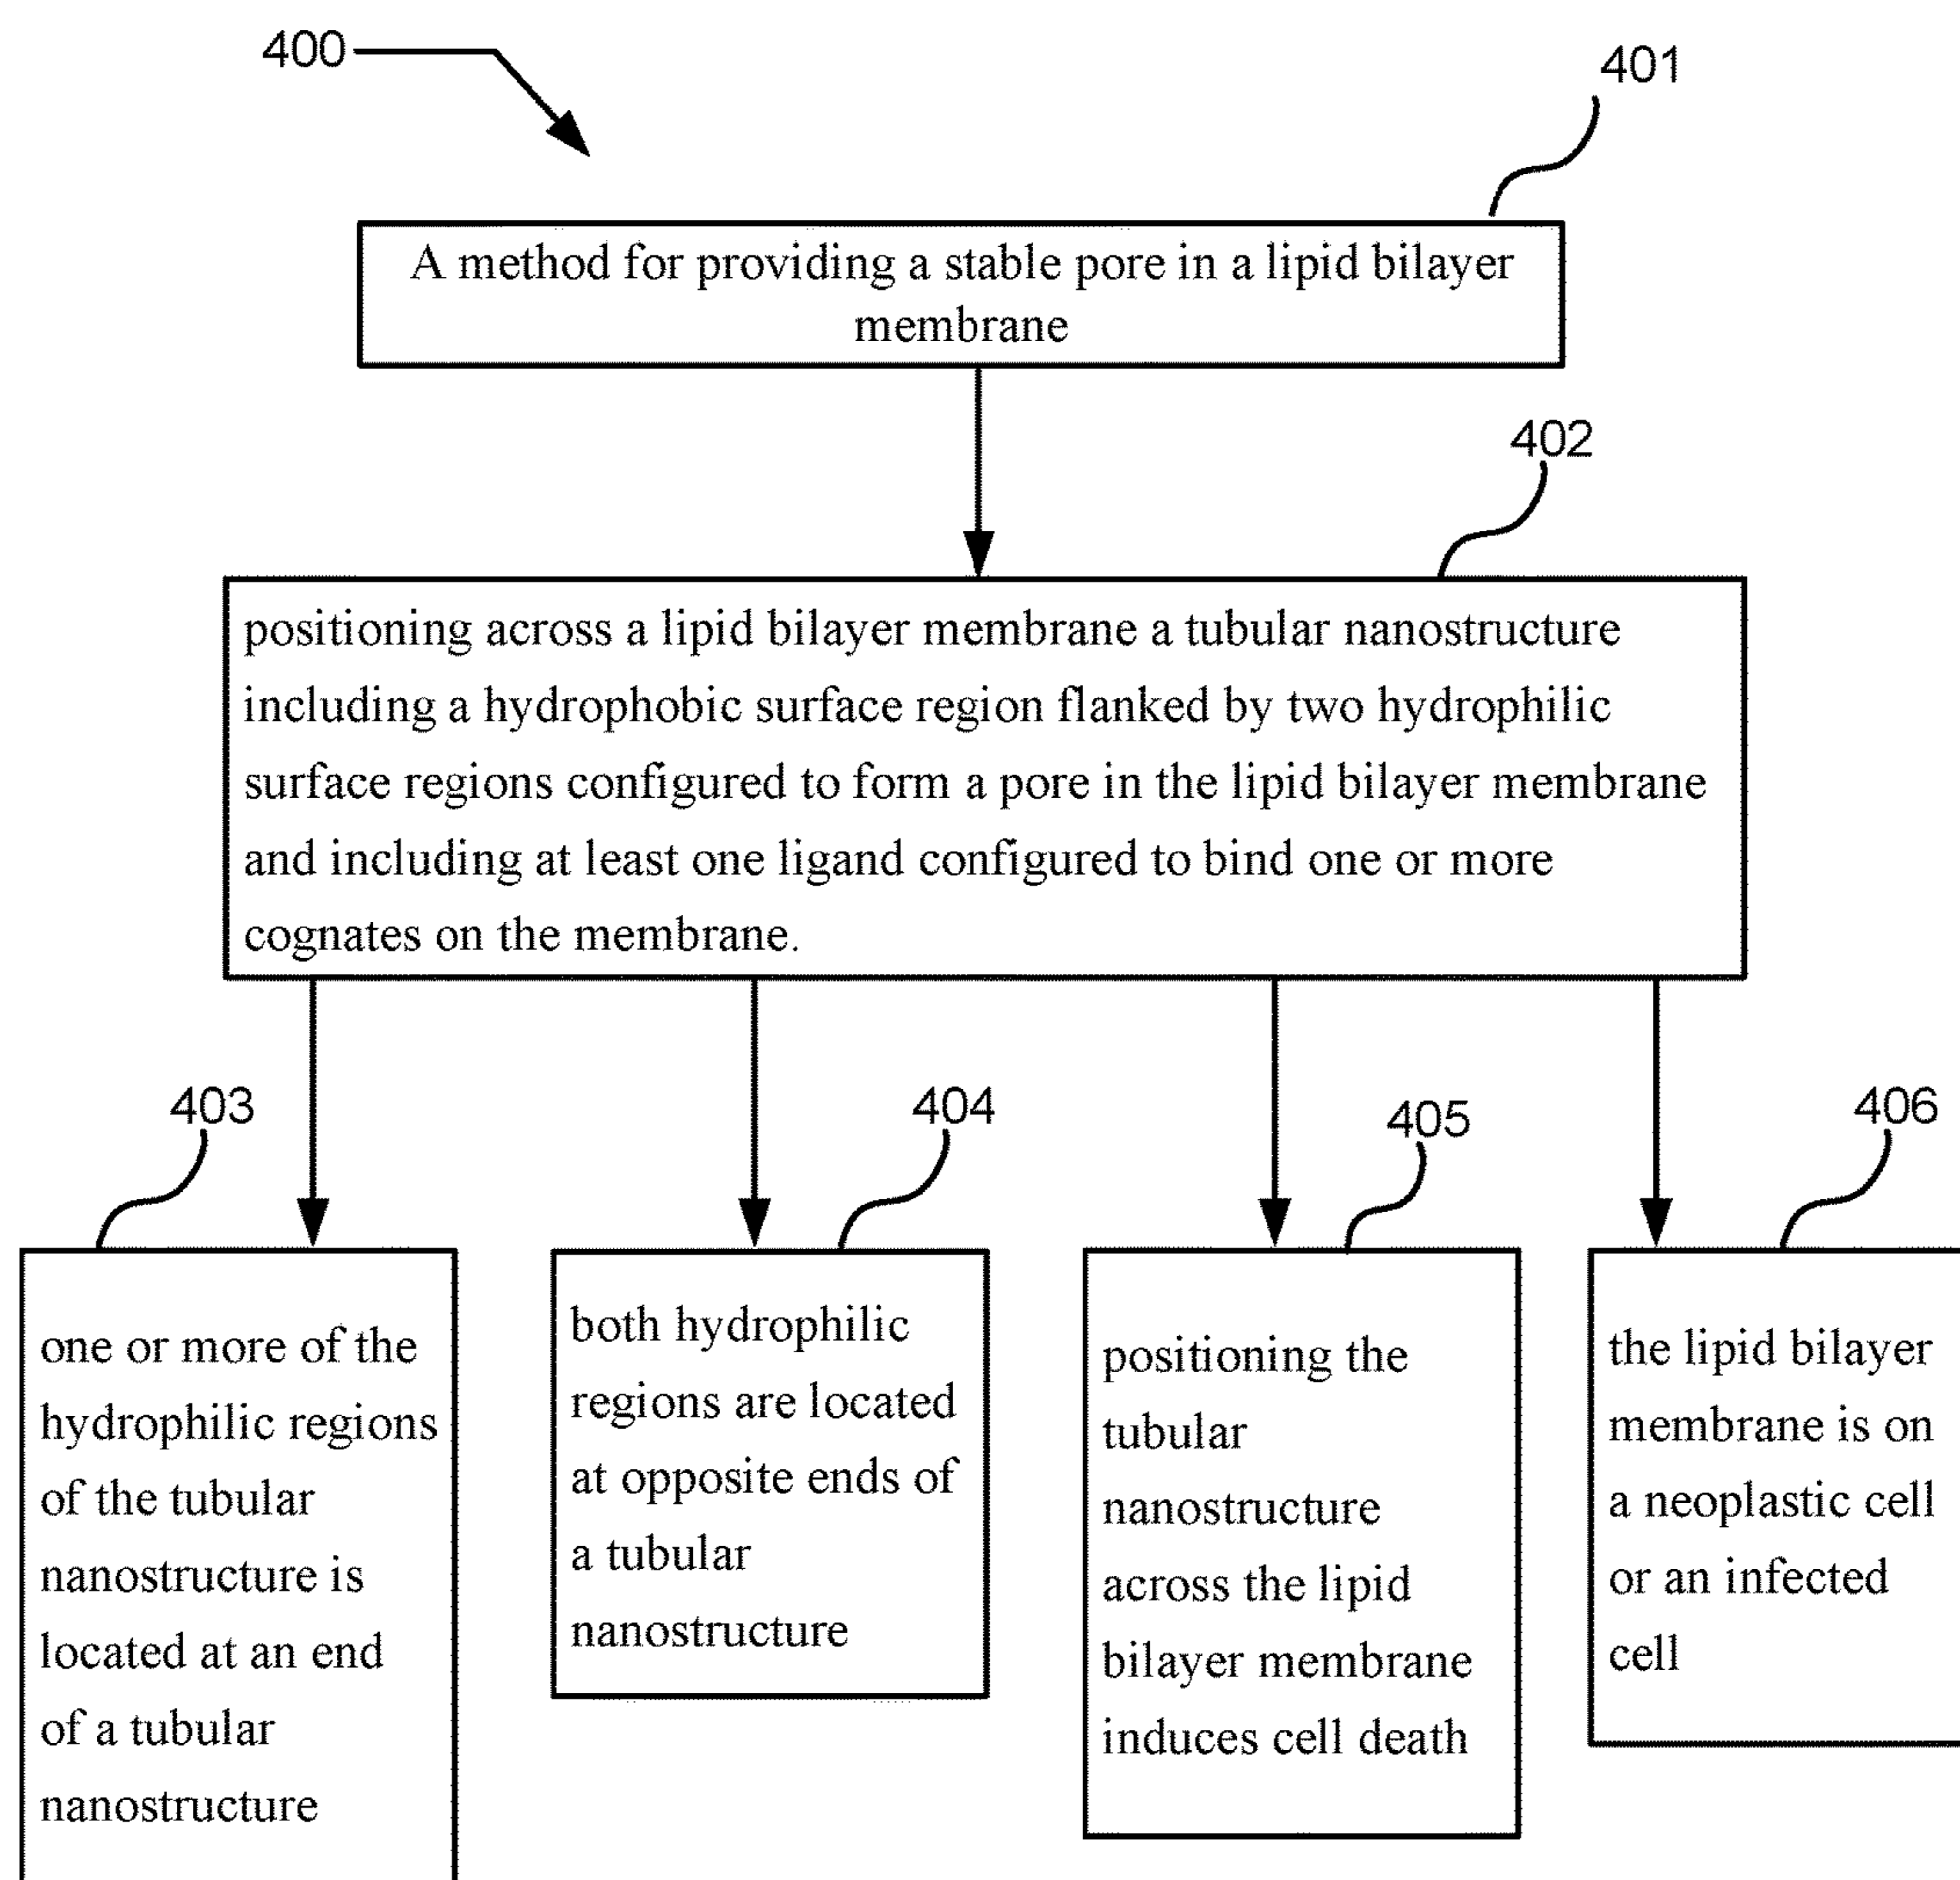 400
401
A method for providing a stable pore in a lipid bilayer
membrane
402
positioning across a lipid bilayer membrane a tubular nanostructure
including a hydrophobic surface region flanked by two hydrophilic
surface regions configured to form a pore in the lipid bilayer membrane
and including at least one ligand configured to bind one or more
cognates on the membrane.
403
one or more of the
hydrophilic regions
of the tubular
nanostructure is
located at an end
of a tubular
nanostructure
404
both hydrophilic
regions are located
at opposite ends of
a tubular
nanostructure
405
positioning the
tubular
nanostructure
across the lipid
bilayer membrane
induces cell death
406
the lipid bilayer
membrane is on
a neoplastic cell
or an infected
cell